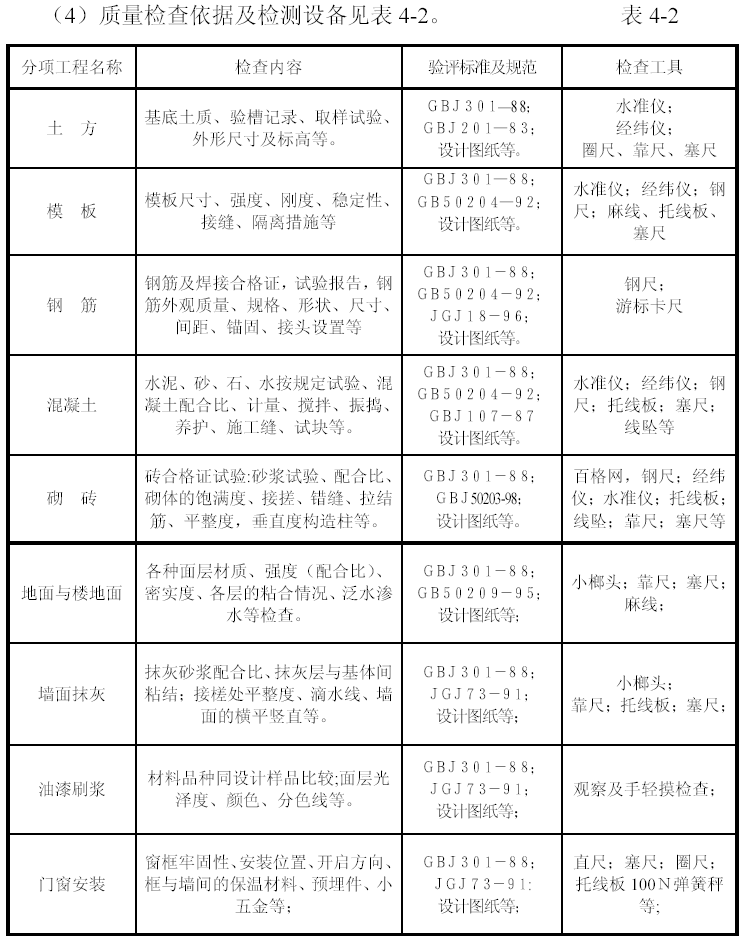 （4）质量检查依据及检测设备见表 4-2。 表 4-2
分项工程名称 检查内容 验评标准及规范 检查工具
土 方
基底土质、验槽记录、取样试验、
外形尺寸及标高等。
GBJ301—88；
GBJ201－83；
设计图纸等。
水准仪；
经纬仪；
圈尺、靠尺、塞尺
模 板
模板尺寸、强度、刚度、稳定性、
接缝、隔离措施等
GBJ301－88；
GB50204－92；
设计图纸等。
水准仪；经纬仪；钢
尺；麻线、托线板、
塞尺
钢 筋
钢筋及焊接合格证，试验报告，钢
筋外观质量、规格、形状、尺寸、
间距、锚固、接头设置等
GBJ301－88；
GB50204－92；
JGJ18－96；
设计图纸等。
钢尺；
游标卡尺
混凝土
水泥、砂、石、水按规定试验、混
凝土配合比、计量、搅拌、振捣、
养护、施工缝、试块等。
GBJ301－88；
GB50204－92；
GBJ107－87
设计图纸等。
水准仪；经纬仪；钢
尺；托线板；塞尺；
线坠等
砌 砖
砖合格证试验:砂浆试验、配合比、
砌体的饱满度、接搓、错缝、拉结
筋、平整度，垂直度构造柱等。
GBJ301－88；
GBJ50203-98；
设计图纸等。
百格网，钢尺；经纬
仪；水准仪；托线板；
线坠；靠尺；塞尺等
地面与楼地面
各种面层材质、强度（配合比）、
密实度、各层的粘合情况、泛水渗
水等检查。
GBJ301－88；
GB50209－95；
设计图纸等；
小榔头；靠尺；塞尺；
麻线；
墙面抹灰
抹灰砂浆配合比、抹灰层与基体间
粘结；接槎处平整度、滴水线、墙
面的横平竖直等。
GBJ301－88；
JGJ73－91；
设计图纸等；
小榔头；
靠尺；托线板；塞尺；
油漆刷浆
材料品种同设计样品比较;面层光
泽度、颜色、分色线等。
GBJ301－88；
JGJ73－91；
设计图纸等；
观察及手轻摸检查；
门窗安装
窗框牢固性、安装位置、开启方向、
框与墙间的保温材料、预埋件、小
五金等；
GBJ301－88；
JGJ73－91:
设计图纸等；
直尺；塞尺；圈尺；
托线板 100N弹簧秤
等；